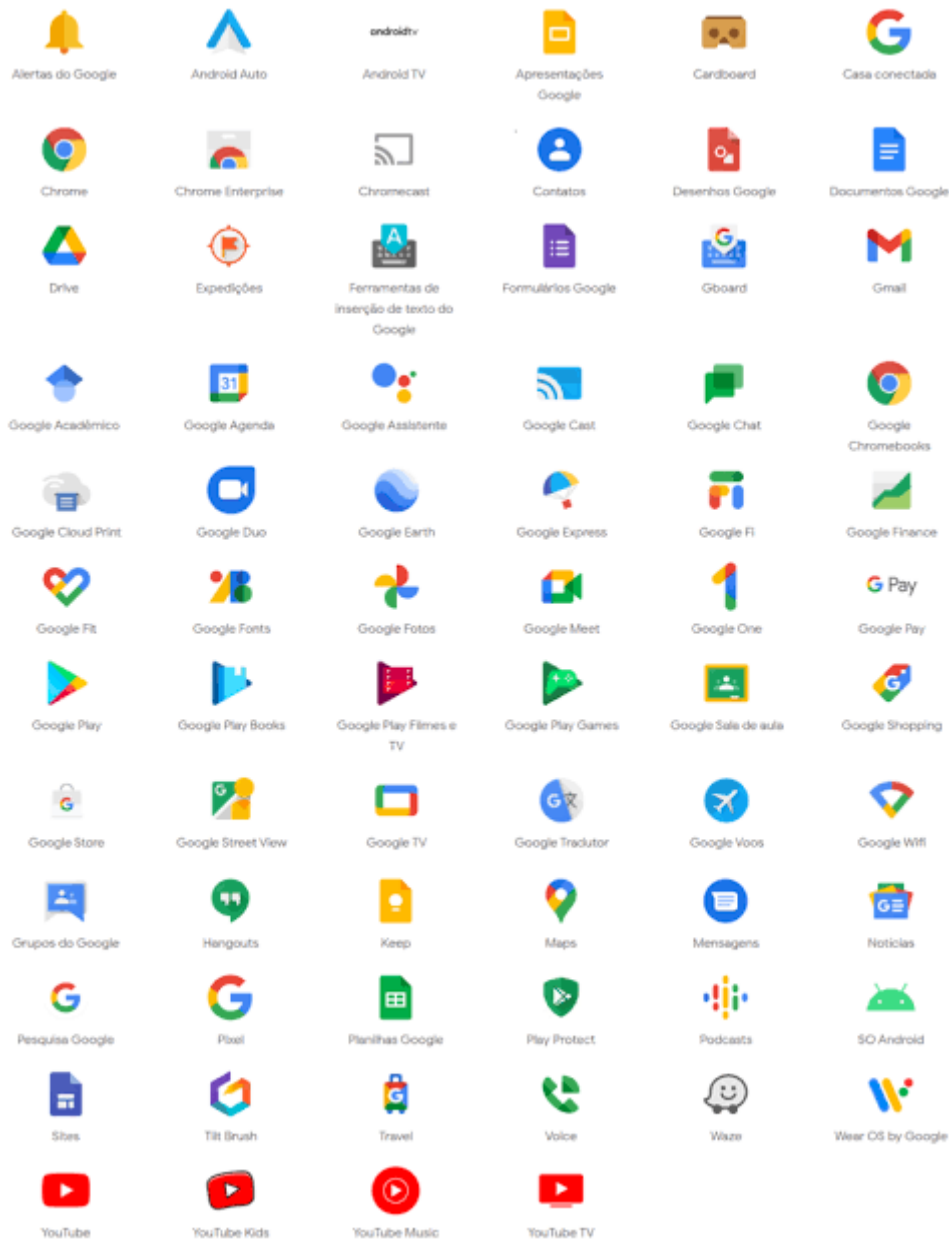 androidtv
Alertas do Google
Android Auto
Android TV
Apresentações
Google
Cardboard
Casa conectada
Chrome
Chrome Enterprise
Chromecast
Contatos
Desenhos Google
Documentos Google
Drive
Expedições
Ferramentas de
inserção de texto do
Google
Formulários Google
Gboard
Gmail
31
Google Acadêmico
Google Agenda
Google Assistente
Google Cast
Google Chat
Google
Chromebooks
Google Cloud Print
Google Duo
Google Earth
Google Express
Google Fi
Google Finance
G Pay
Google Fit
Google Fonts
Google Fotos
Google Meet
Google One
Google Pay
Google Play
Google Play Books
Google Play Filmes e
TV
Google Play Games
Google Sala de aula
Google Shopping
Google Store
Google Street View
Google TV
Google Tradutor
Google Voos
Google Wifi
Grupos do Google
Hangouts
Keep
Maps
Mensagens
Notícias
Pesquisa Google
Pixel
Planilhas Google
Play Protect
Podcasts
SO Android
Sites
Tilt Brush
Travel
Voice
Waze
Wear OS by Google
YouTube
YouTube Kids
YouTube Music
YouTube TV